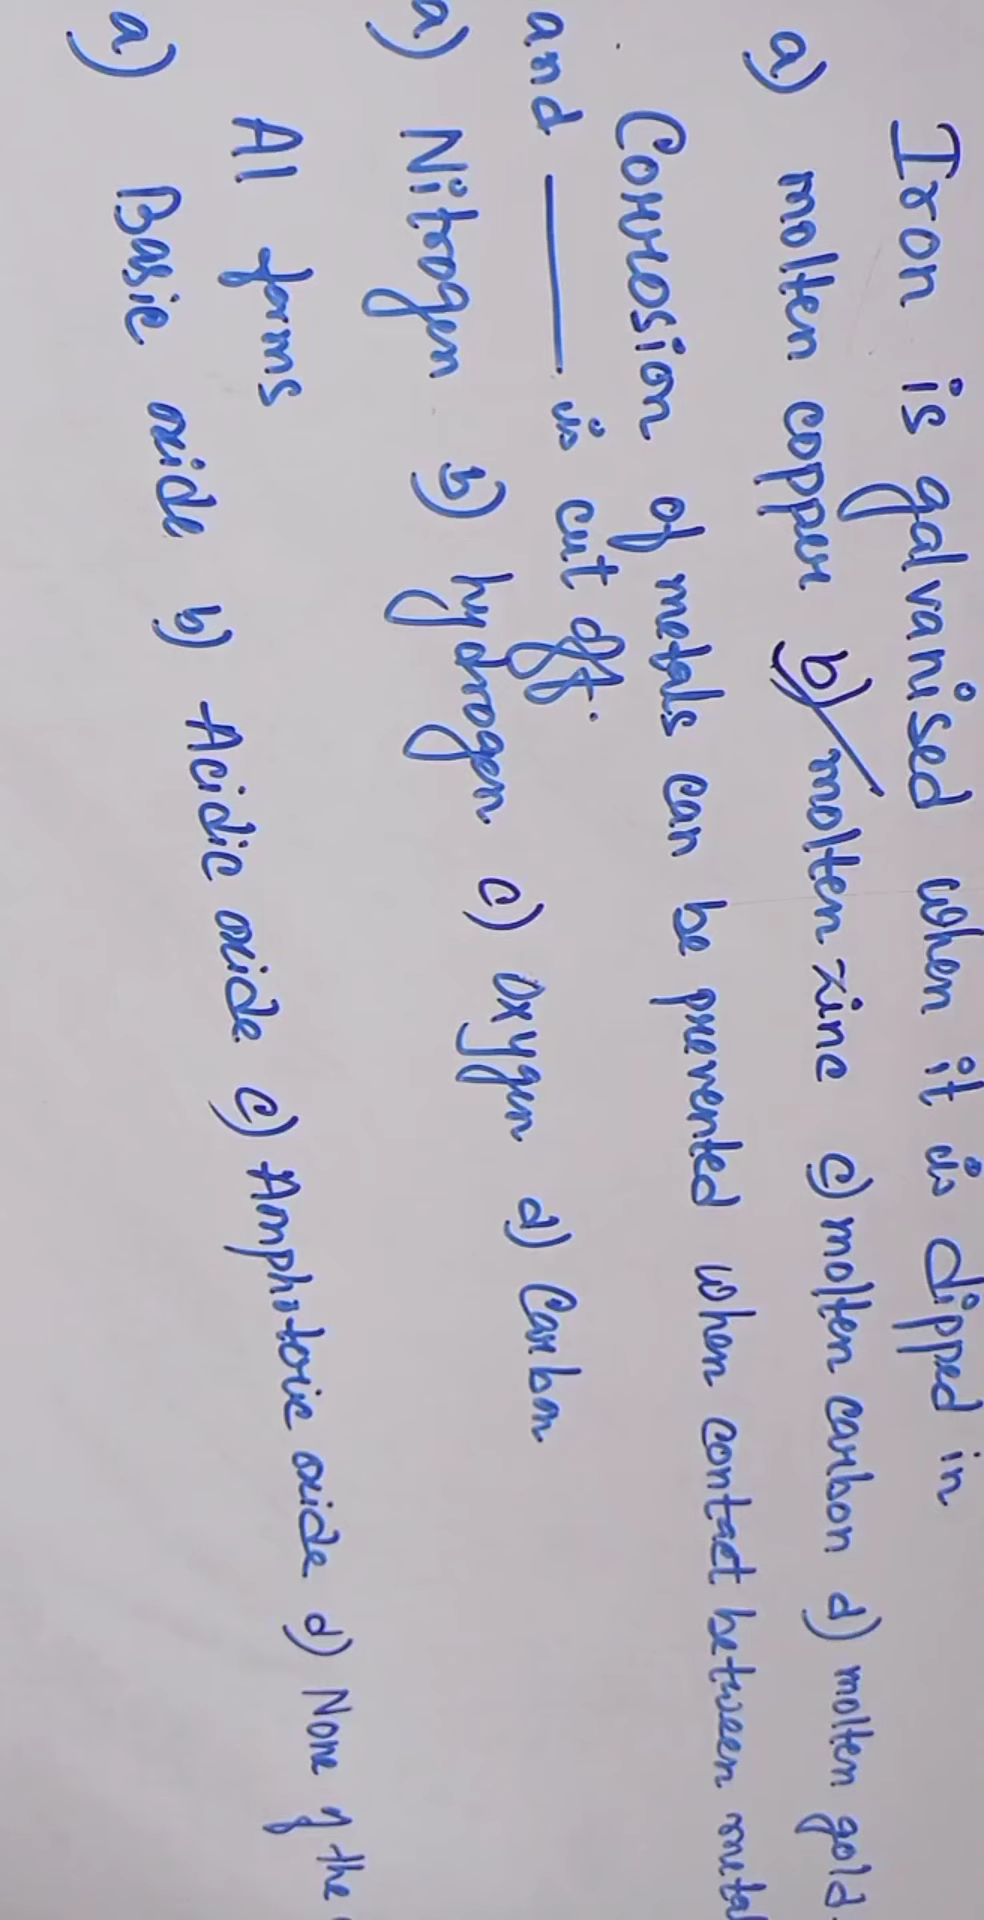 Iron is galvanised when it is dipped in
a) molten copper b) molten zinc c) molten carbon d) molten gold.
Corrosion of metals can be prevented when contact between metal
and ____ is cut off.
a) Nitrogen b) hydrogen c) Oxygen d) Carbon
Al forms
a) Basic oxide b) Acidic oxide c) Amphoteric oxide d) None of the